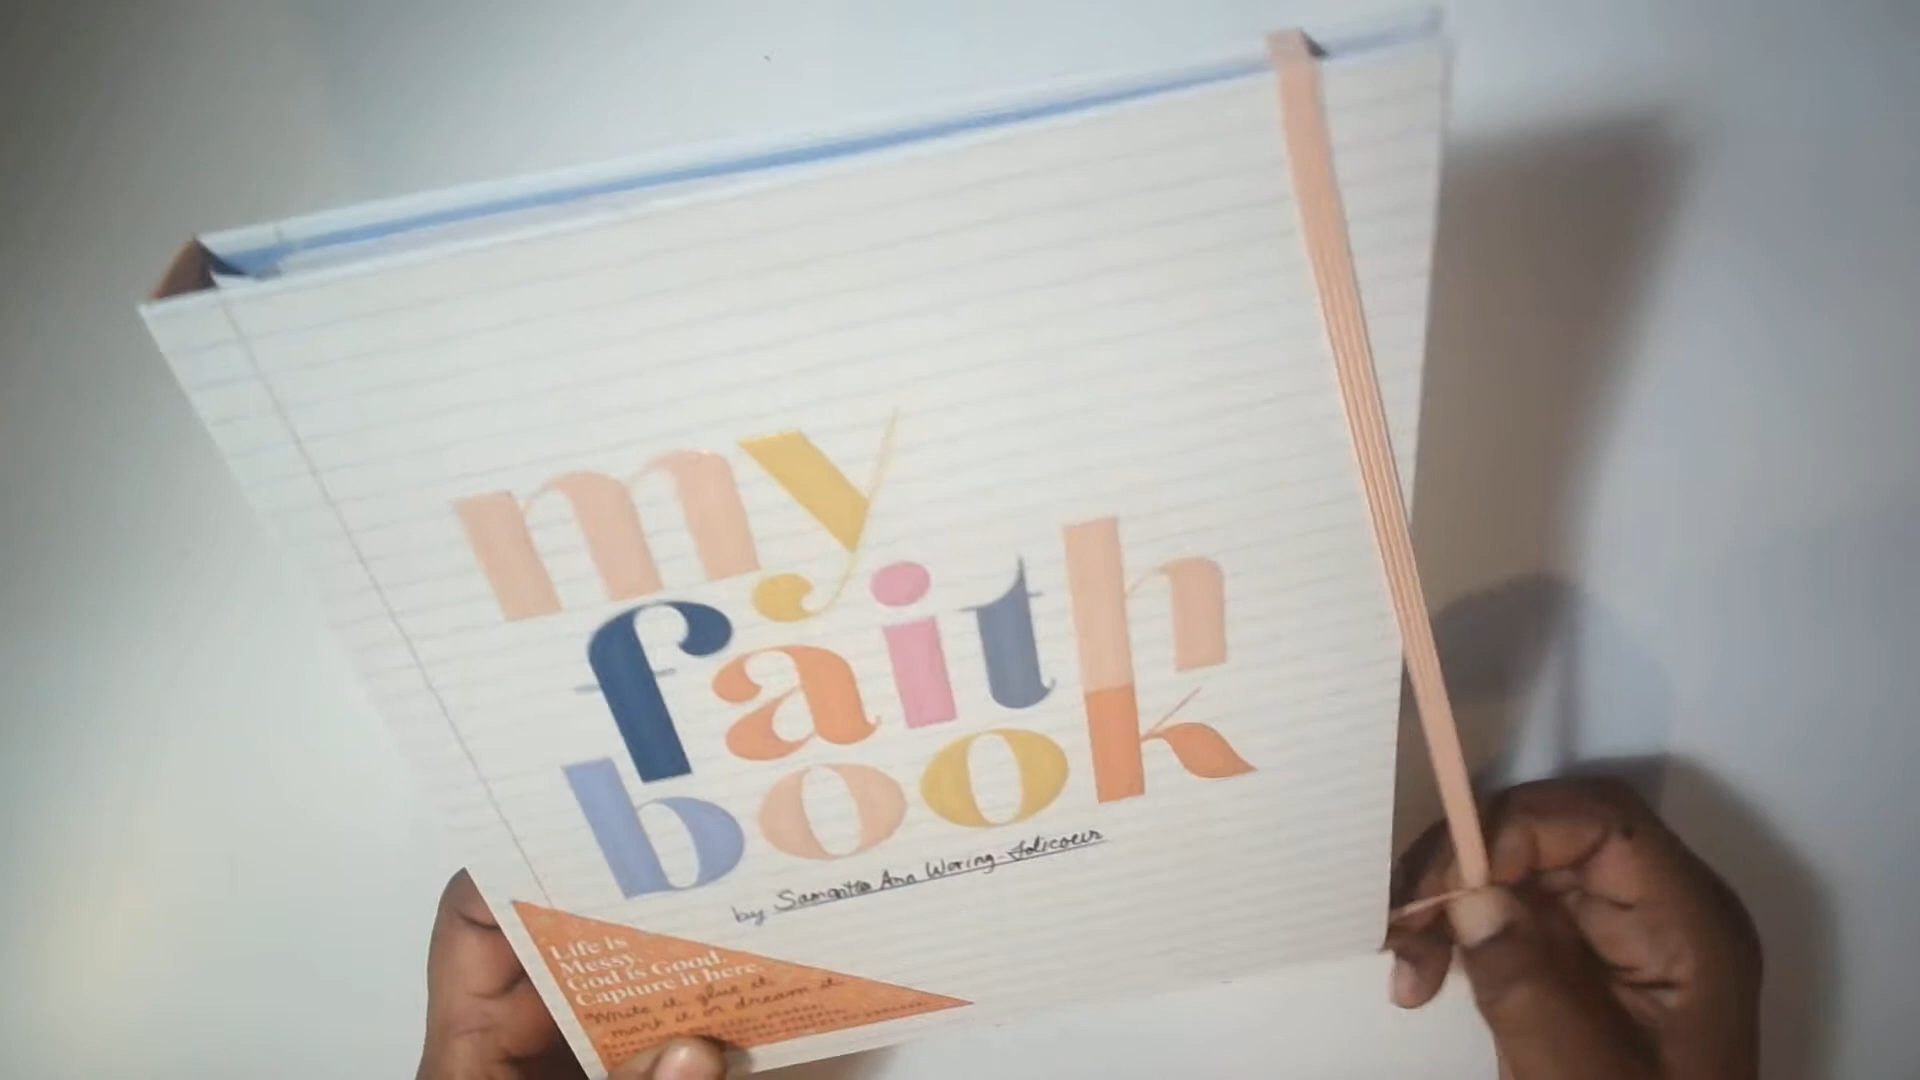 my
faith
book
by Samantha Ann Woring-Jolicoeur
Life is
Messy.
God is Good.
Capture it here.
Write it, glue it,
mark it or dream it